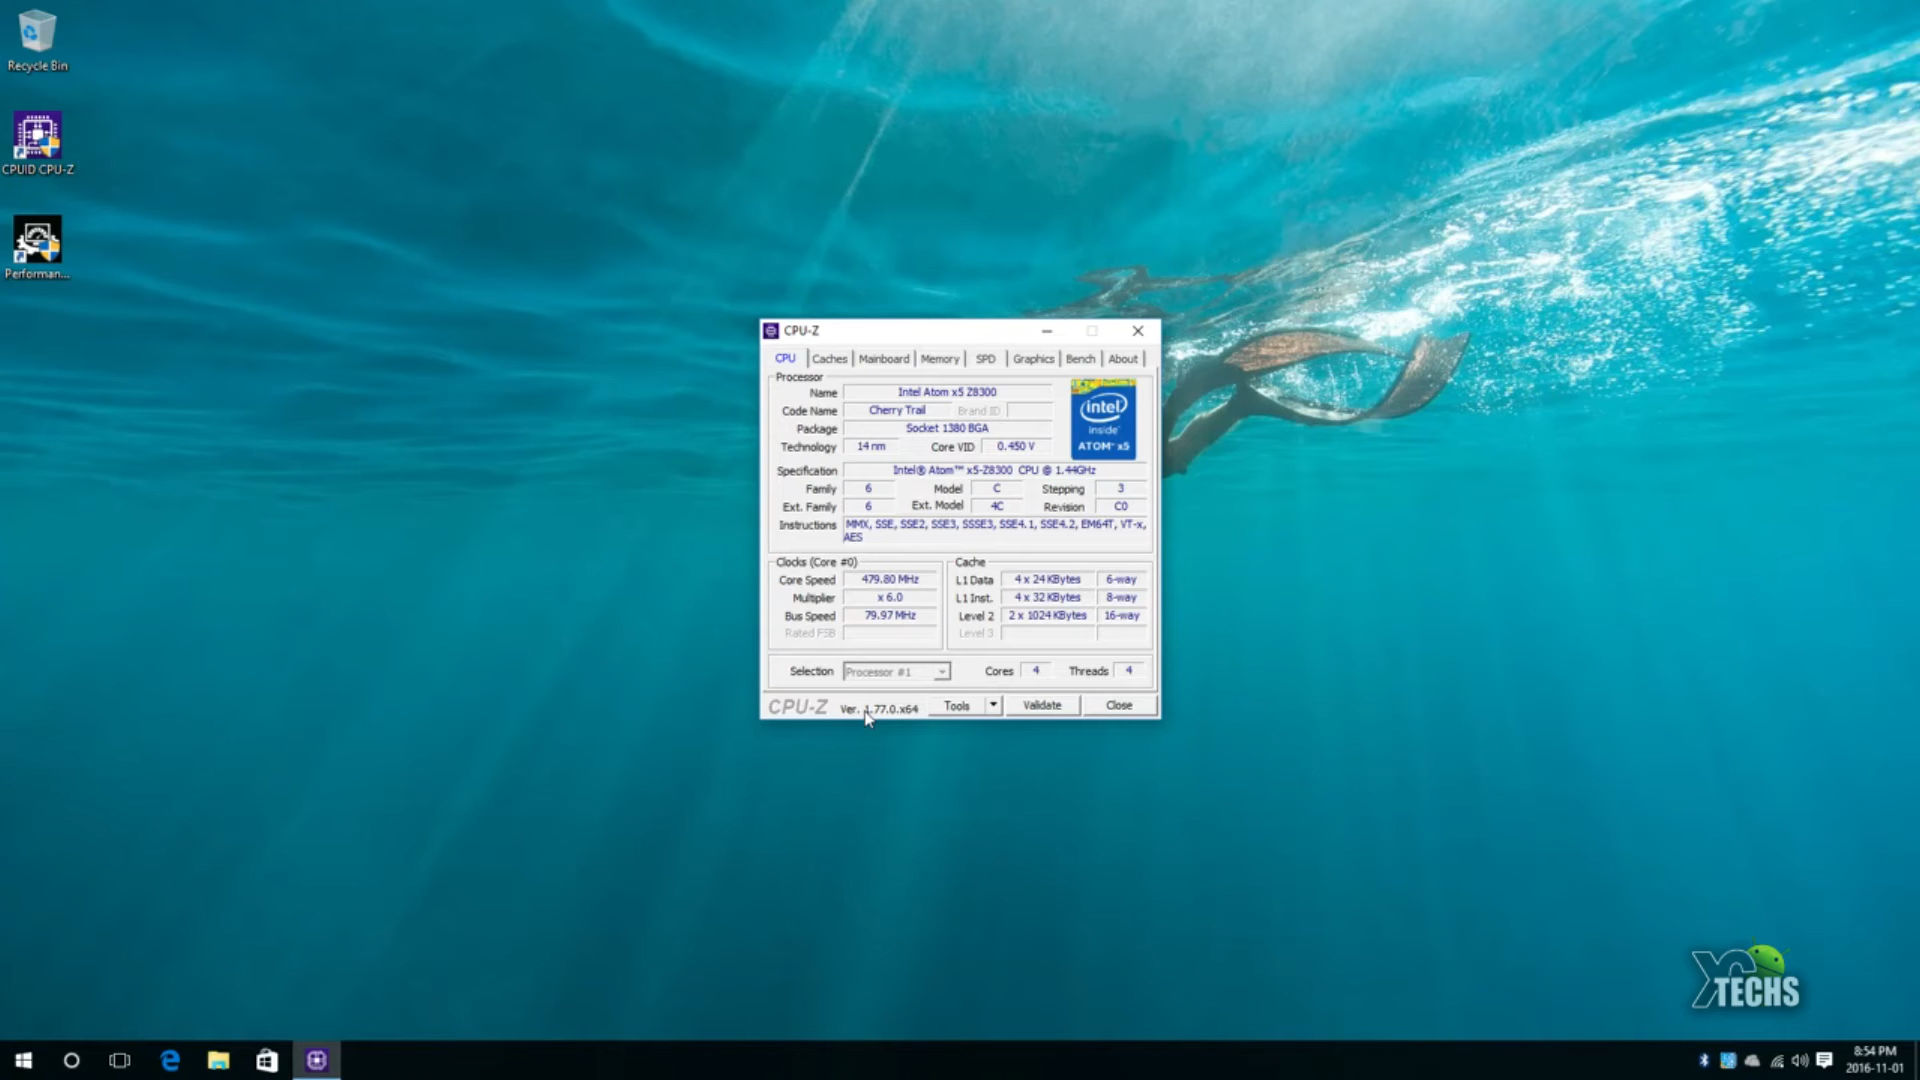 Recycle Bin
CPUID CPU-Z
Performan...
CPU-Z
CPU Caches Mainboard Memory SPD Graphics Bench About
Processor
Name Intel Atom x5 Z8300
Code Name Cherry Trail Brand ID
Package Socket 1380 BGA
Technology 14 nm Core VID 0.450 V
intel
inside
ATOM™ x5
Specification Intel® Atom™ x5-Z8300 CPU @ 1.44GHz
Family 6 Model C Stepping 3
Ext. Family 6 Ext. Model 4C Revision C0
Instructions MMX, SSE, SSE2, SSE3, SSSE3, SSE4.1, SSE4.2, EM64T, VT-x,
AES
Clocks (Core #0)
Core Speed 479.80 MHz
Multiplier x 6.0
Bus Speed 79.97 MHz
Rated FSB
Cache
L1 Data 4 x 24 KBytes 6-way
L1 Inst. 4 x 32 KBytes 8-way
Level 2 2 x 1024 KBytes 16-way
Level 3
Selection Processor #1 Cores 4 Threads 4
CPU-Z Ver. 1.77.0.x64 Tools Validate Close
TECHS
8:54 PM
2016-11-01